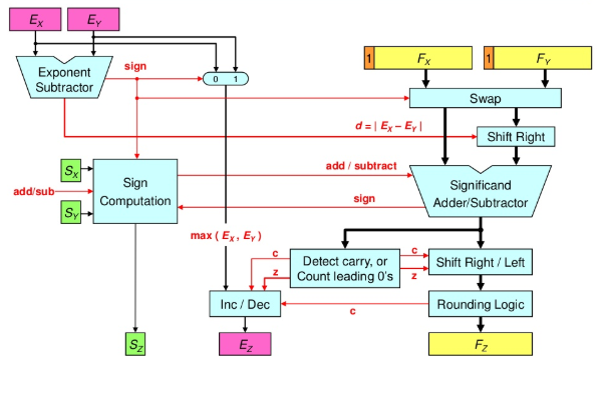 E_X
E_Y
sign
Exponent
Subtractor
0 1
1
F_X
1
F_Y
Swap
d = | E_X – E_Y |
Shift Right
S_X
add/sub
S_Y
Sign
Computation
add / subtract
sign
Significand
Adder/Subtractor
max ( E_X , E_Y )
c
z
Detect carry, or
Count leading 0's
c
z
Shift Right / Left
Inc / Dec
c
Rounding Logic
S_Z
E_Z
F_Z